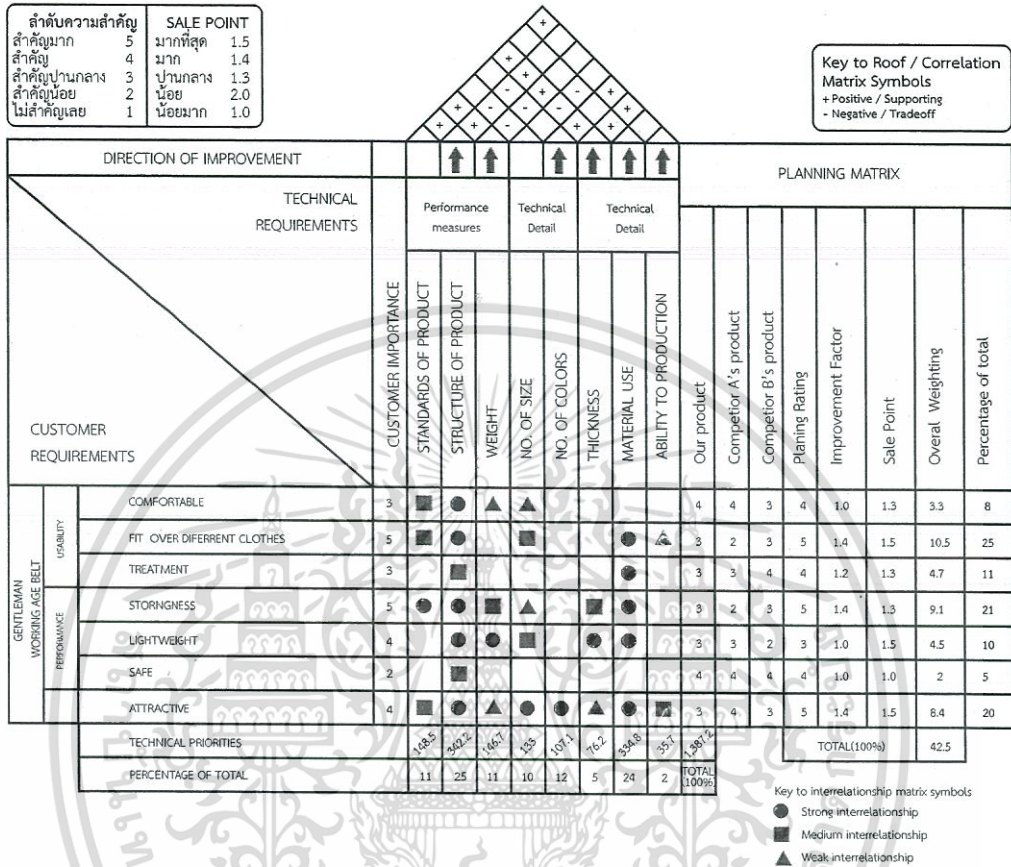 ลำดับความสำคัญ SALE POINT
สำคัญมาก 5 มากที่สุด 1.5
สำคัญ 4 มาก 1.4
สำคัญปานกลาง 3 ปานกลาง 1.3
สำคัญน้อย 2 น้อย 2.0
ไม่สำคัญเลย 1 น้อยมาก 1.0
Key to Roof / Correlation
Matrix Symbols
+ Positive / Supporting
- Negative / Tradeoff
DIRECTION OF IMPROVEMENT
PLANNING MATRIX
TECHNICAL
REQUIREMENTS
Performance
measures
Technical
Detail
Technical
Detail
CUSTOMER
REQUIREMENTS
CUSTOMER IMPORTANCE
STANDARDS OF PRODUCT
STRUCTURE OF PRODUCT
WEIGHT
NO. OF SIZE
NO. OF COLORS
THICKNESS
MATERIAL USE
ABILITY TO PRODUCTION
Our product
Competior A's product
Competior B's product
Planing Rating
Improvement Factor
Sale Point
Overal Weighting
Percentage of total
GENTLEMAN
WORKING AGE BELT
USABILITY
COMFORTABLE 3 4 4 3 4 1.0 1.3 3.3 8
FIT OVER DIFERRENT CLOTHES 5 3 2 3 5 1.4 1.5 10.5 25
TREATMENT 3 3 3 4 4 1.2 1.3 4.7 11
PERFORMANCE
STORNGNESS 5 3 2 3 5 1.4 1.3 9.1 21
LIGHTWEIGHT 4 3 3 2 3 1.0 1.5 4.5 10
SAFE 2 4 4 4 4 1.0 1.0 2 5
ATTRACTIVE 4 3 4 3 5 1.4 1.5 8.4 20
TECHNICAL PRIORITIES 148.5 342.2 146.7 135 107.1 76.2 334.8 35.7 1,387.2 TOTAL(100%) 42.5
PERCENTAGE OF TOTAL 11 25 11 10 12 5 24 2 TOTAL
(100%)
Key to interrelationship matrix symbols
Strong interrelationship
Medium interrelationship
Weak interrelationship